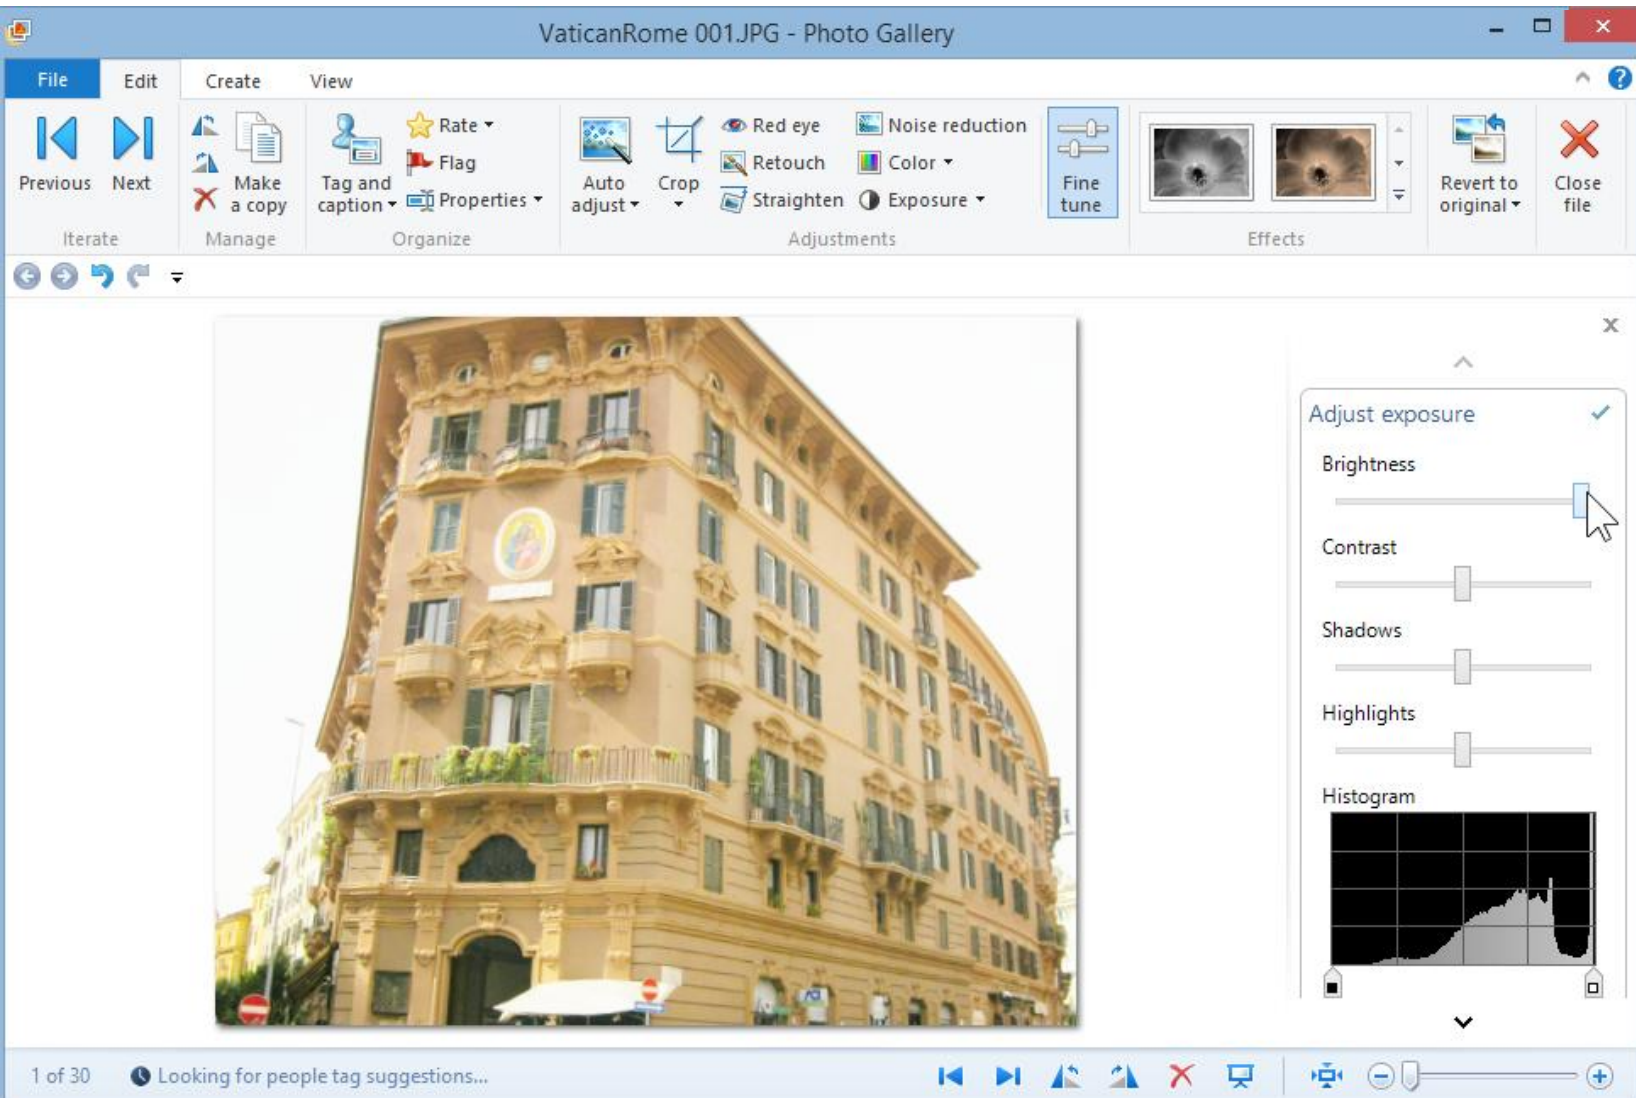 VaticanRome 001.JPG - Photo Gallery
File
Edit
Create
View
Previous
Next
Make
a copy
Tag and
caption
Rate
Flag
Properties
Auto
adjust
Crop
Red eye
Retouch
Straighten
Noise reduction
Color
Exposure
Fine
tune
Revert to
original
Close
file
Iterate
Manage
Organize
Adjustments
Effects
Adjust exposure
Brightness
Contrast
Shadows
Highlights
Histogram
1 of 30
Looking for people tag suggestions...